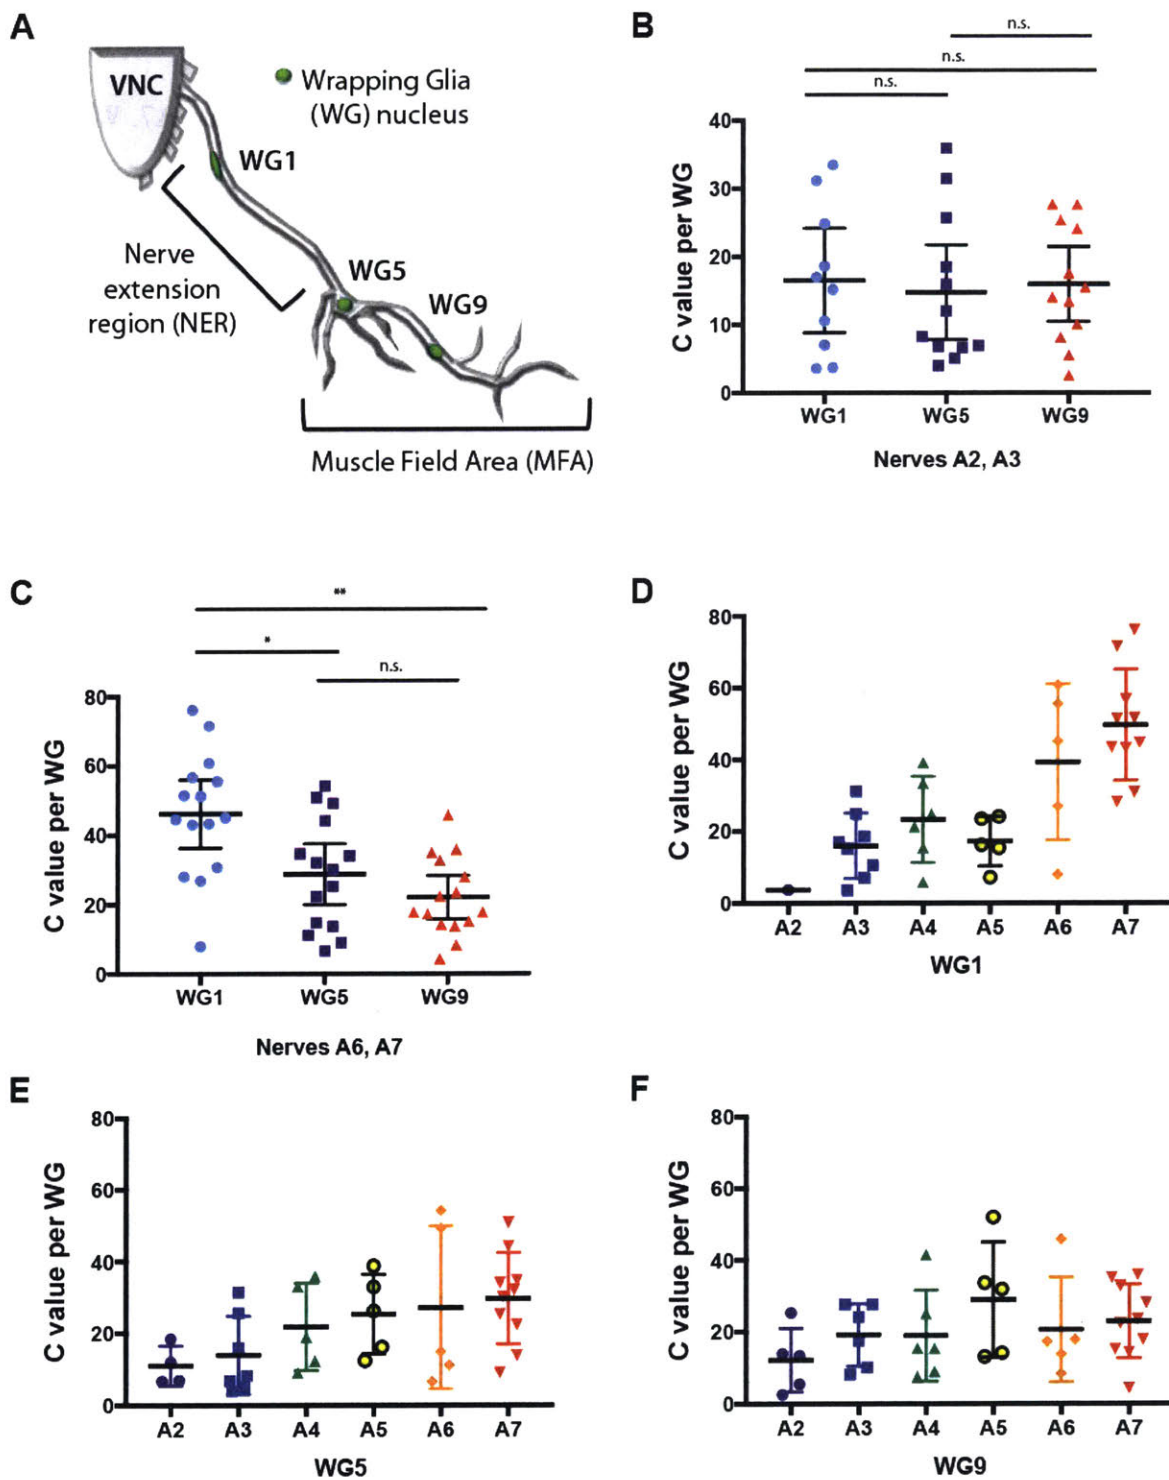 A
VNC
Wrapping Glia
(WG) nucleus
WG1
Nerve
extension
region (NER)
WG5
WG9
Muscle Field Area (MFA)
B
n.s.
n.s.
n.s.
C value per WG
40
30
20
10
0
WG1 WG5 WG9
Nerves A2, A3
C
**
*
n.s.
C value per WG
80
60
40
20
0
WG1 WG5 WG9
Nerves A6, A7
D
C value per WG
80
60
40
20
0
A2 A3 A4 A5 A6 A7
WG1
E
C value per WG
80
60
40
20
0
A2 A3 A4 A5 A6 A7
WG5
F
C value per WG
80
60
40
20
0
A2 A3 A4 A5 A6 A7
WG9